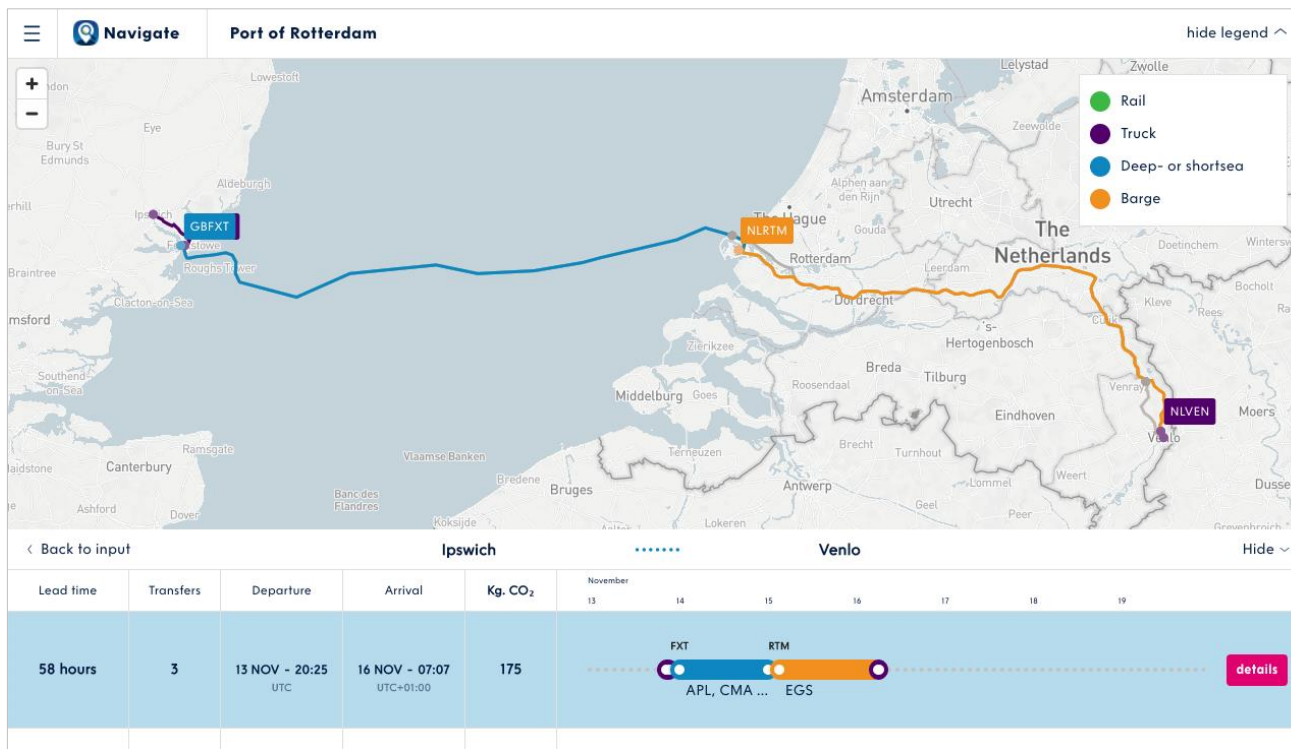 Navigate
Port of Rotterdam
hide legend
+
−
Lowestoft
Eye
Bury St
Edmunds
Aldeburgh
Ipswich
GBFXT
Felixstowe
Roughs Tower
Braintree
Clacton-on-Sea
Southend-
on-Sea
Ramsgate
Canterbury
Ashford
Dover
Vlaamse Banken
Banc des
Flandres
Koksijde
Bredene
Bruges
Middelburg
Goes
Zierikzee
Terneuzen
Antwerp
Lokeren
Lelystad
Zwolle
Amsterdam
Zeewolde
Alphen aan
den Rijn
Utrecht
The Hague
NLRTM
Gouda
Rotterdam
Leerdam
The
Netherlands
Doetinchem
Dordrecht
Kleve
Rees
Bocholt
Cuijk
's-
Hertogenbosch
Breda
Tilburg
Roosendaal
Venray
Eindhoven
NLVEN
Venlo
Moers
Brecht
Turnhout
Weert
Lommel
Geel
Peer
Rail
Truck
Deep- or shortsea
Barge
Back to input
Ipswich
Venlo
Hide
Lead time
Transfers
Departure
Arrival
Kg. CO₂
November
13 14 15 16 17 18 19
58 hours
3
13 NOV - 20:25
UTC
16 NOV - 07:07
UTC+01:00
175
FXT
RTM
APL, CMA ...
EGS
details